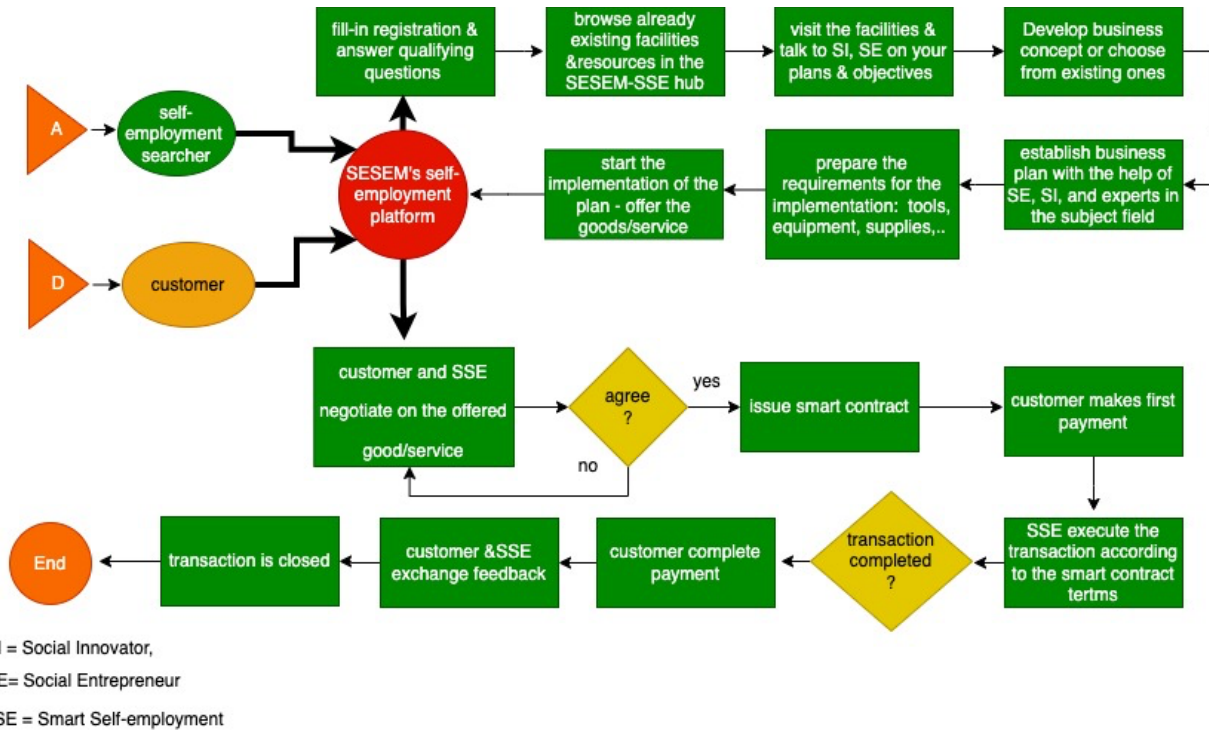 fill-in registration &
answer qualifying
questions
browse already
existing facilities
&resources in the
SESEM-SSE hub
visit the facilities &
talk to SI, SE on your
plans & objectives
Develop business
concept or choose
from existing ones
A
self-
employment
searcher
SESEM's self-
employment
platform
start the
implementation of the
plan - offer the
goods/service
prepare the
requirements for the
implementation: tools,
equipment, supplies,..
establish business
plan with the help of
SE, SI, and experts in
the subject field
D
customer
customer and SSE
negotiate on the offered
good/service
agree
?
yes
no
issue smart contract
customer makes first
payment
End
transaction is closed
customer &SSE
exchange feedback
customer complete
payment
transaction
completed
?
SSE execute the
transaction according
to the smart contract
tertms
I = Social Innovator,
E= Social Entrepreneur
SE = Smart Self-employment